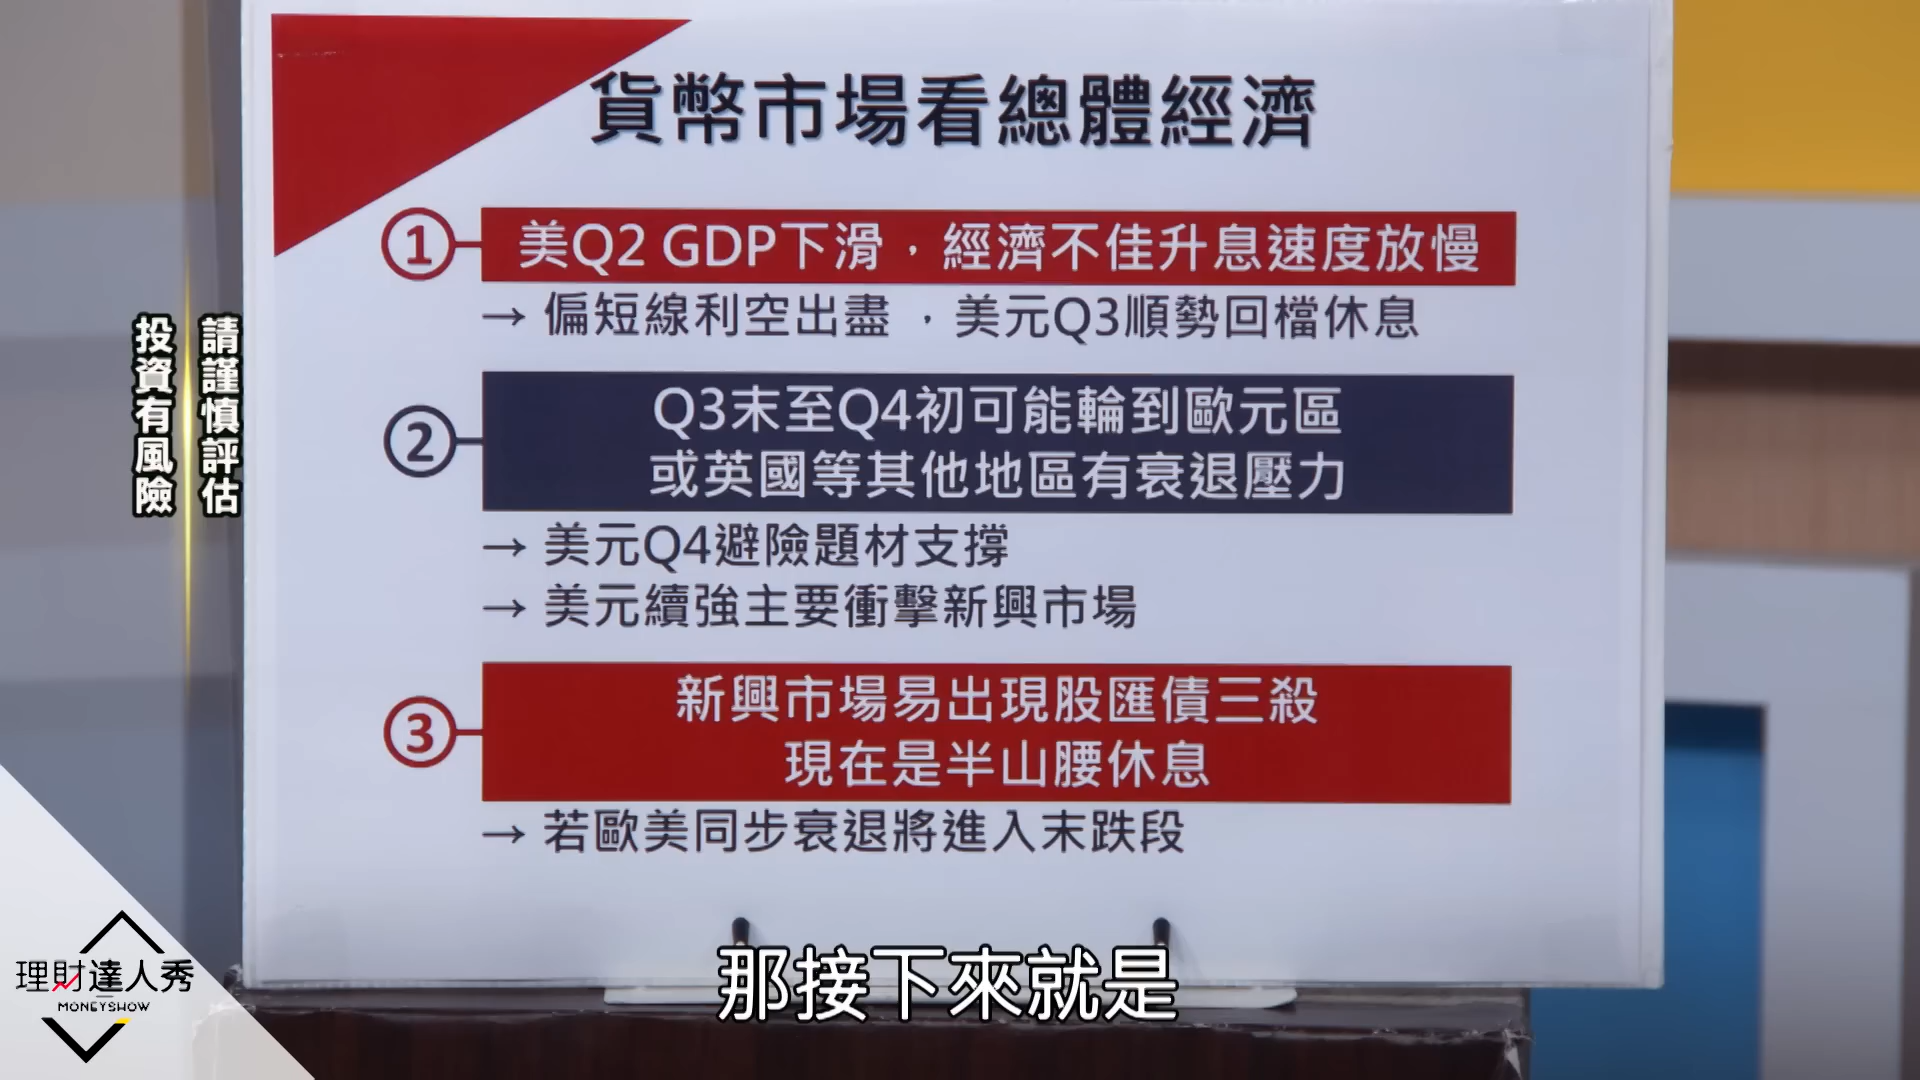 貨幣市場看總體經濟
1 美Q2 GDP下滑，經濟不佳升息速度放慢
→ 偏短線利空出盡，美元Q3順勢回檔休息
2 Q3末至Q4初可能輪到歐元區
或英國等其他地區有衰退壓力
→ 美元Q4避險題材支撐
→ 美元續強主要衝擊新興市場
3 新興市場易出現股匯債三殺
現在是半山腰休息
→ 若歐美同步衰退將進入末跌段
投資有風險
請謹慎評估
理財達人秀
MONEYSHOW
那接下來就是